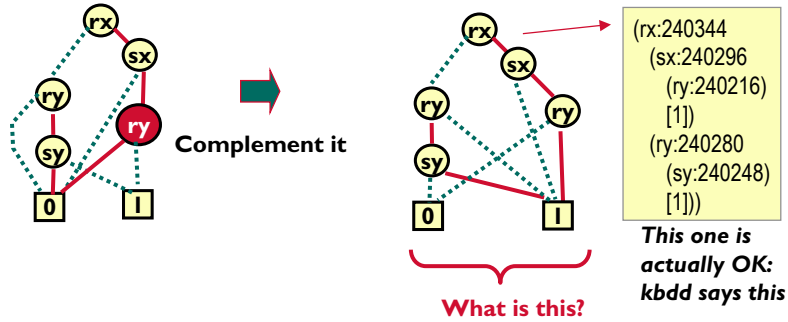 rx
sx
ry
ry
sy
0
1
Complement it
rx
sx
ry
ry
sy
0
1
What is this?
(rx:240344
(sx:240296
(ry:240216)
[1])
(ry:240280
(sy:240248)
[1]))
This one is
actually OK:
kbdd says this